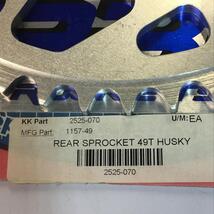 KK Part 2525-070 U/M: EA
MFG Part: 1157-49
REAR SPROCKET 49T HUSKY
2525-070